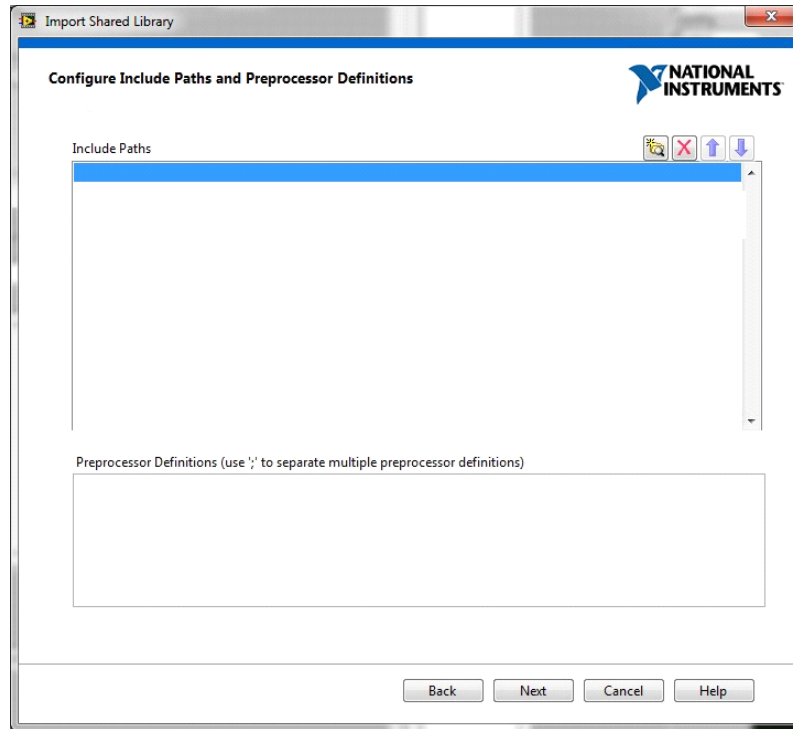 Import Shared Library
Configure Include Paths and Preprocessor Definitions
NATIONAL
INSTRUMENTS
Include Paths
Preprocessor Definitions (use ';' to separate multiple preprocessor definitions)
Back Next Cancel Help